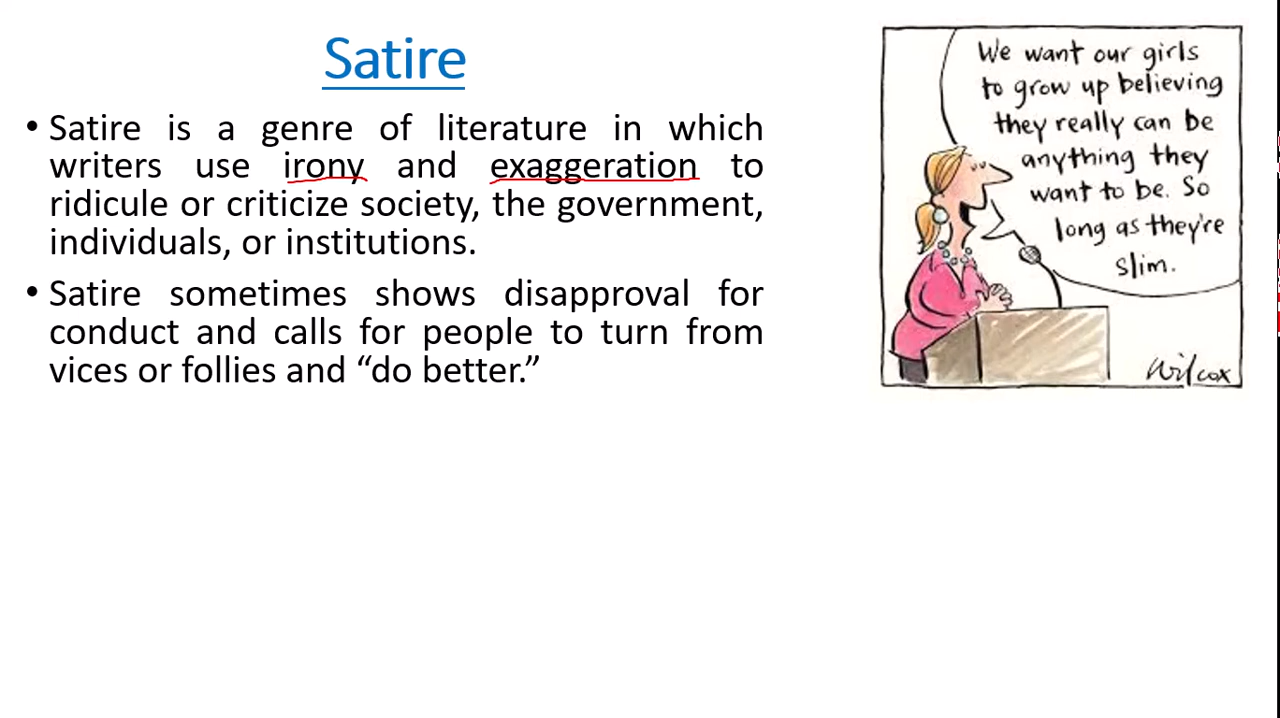 Satire
• Satire is a genre of literature in which
writers use irony and exaggeration to
ridicule or criticize society, the government,
individuals, or institutions.
• Satire sometimes shows disapproval for
conduct and calls for people to turn from
vices or follies and “do better.”
We want our girls
to grow up believing
they really can be
anything they
want to be. So
long as they're
slim.
Wilcox